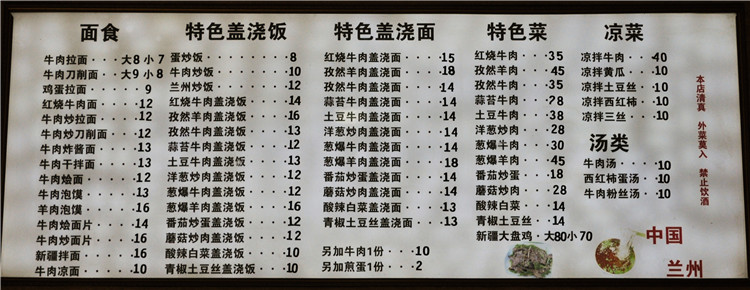 面食
牛肉拉面···大8小7
牛肉刀削面··大9小8
鸡蛋拉面····9
红烧牛肉面···12
牛肉炒拉面···12
牛肉炒刀削面··12
牛肉炸酱面···13
牛肉干拌面···13
牛肉烩面····12
牛肉泡馍····13
羊肉泡馍····16
牛肉烩面片···14
牛肉炒面片···14
新疆拌面····16
牛肉凉面····10
特色盖浇饭
蛋炒饭·····8
牛肉炒饭····10
兰州炒饭····12
红烧牛肉盖浇饭··14
孜然羊肉盖浇饭··16
孜然牛肉盖浇饭··13
蒜苔牛肉盖浇饭··12
土豆牛肉盖浇饭··13
洋葱炒肉盖浇饭··12
葱爆牛肉盖浇饭··12
葱爆羊肉盖浇饭··16
番茄炒蛋盖浇饭··12
蘑菇炒肉盖浇饭··12
酸辣白菜盖浇饭··10
青椒土豆丝盖浇饭·10
特色盖浇面
红烧牛肉盖浇面···15
孜然羊肉盖浇面···18
孜然牛肉盖浇面···14
蒜苔牛肉盖浇面···14
土豆牛肉盖浇面···14
洋葱炒肉盖浇面···14
葱爆牛肉盖浇面···14
葱爆羊肉盖浇面···18
番茄炒蛋盖浇面···14
蘑菇炒肉盖浇面···14
酸辣白菜盖浇面···13
青椒土豆丝盖浇面··13
另加牛肉1份···10
另加煎蛋1份···2
特色菜
红烧牛肉···35
孜然羊肉···45
孜然牛肉···35
蒜苔牛肉···28
土豆牛肉···38
洋葱炒肉···28
葱爆牛肉···30
葱爆羊肉···45
番茄炒蛋···18
蘑菇炒肉···28
酸辣白菜···14
青椒土豆丝··14
新疆大盘鸡·大80小70
凉菜
凉拌牛肉···40
凉拌黄瓜···10
凉拌土豆丝··10
凉拌西红柿··10
凉拌三丝···10
汤类
牛肉汤····10
西红柿蛋汤··10
牛肉粉丝汤··10
本店清真 外菜莫入 禁止饮酒
中国
兰州